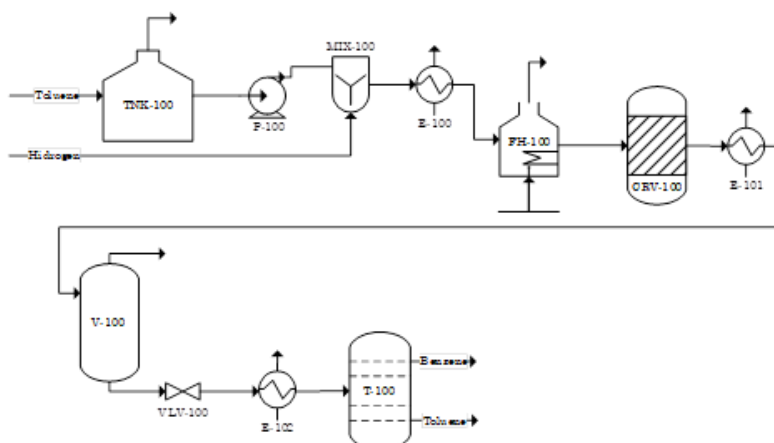 MIX-100
Toluene
TNK-100
P-100
E-100
FH-100
CRV-100
E-101
Hidrogen
V-100
VLV-100
E-102
T-100
Benzene
Toluene